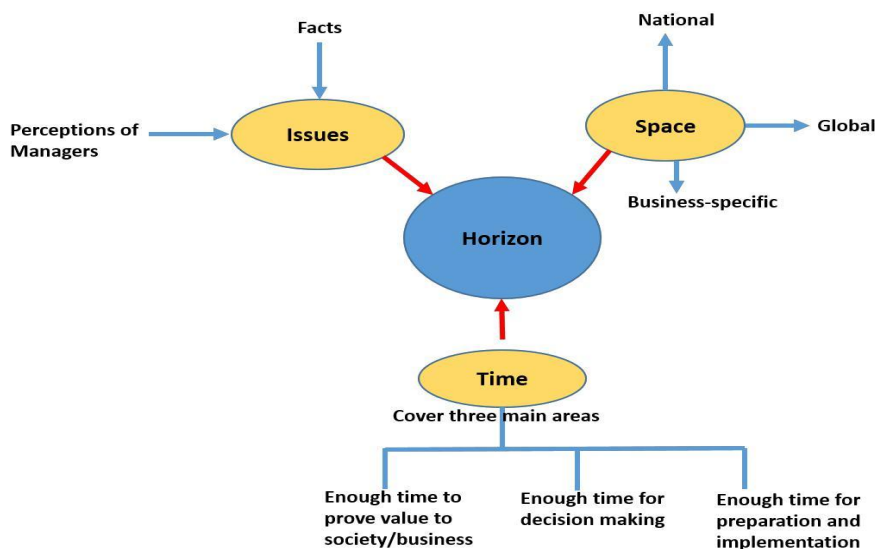 Facts
National
Perceptions of
Managers
Issues
Space
Global
Business-specific
Horizon
Time
Cover three main areas
Enough time to
prove value to
society/business
Enough time for
decision making
Enough time for
preparation and
implementation